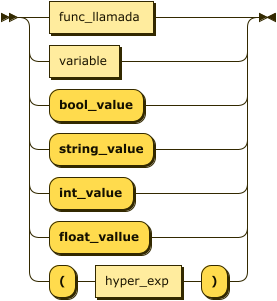 func_llamada
variable
bool_value
string_value
int_value
float_vallue
( hyper_exp )